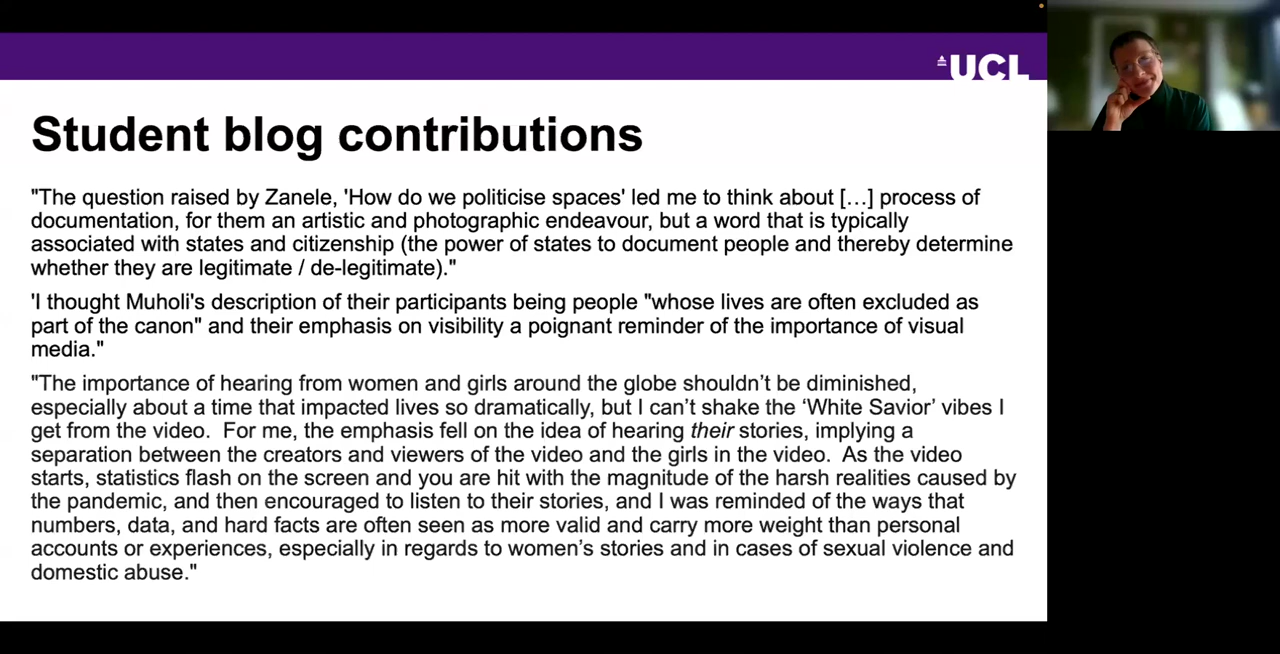 UCL
Student blog contributions
"The question raised by Zanele, 'How do we politicise spaces' led me to think about […] process of
documentation, for them an artistic and photographic endeavour, but a word that is typically
associated with states and citizenship (the power of states to document people and thereby determine
whether they are legitimate / de-legitimate)."
'I thought Muholi's description of their participants being people "whose lives are often excluded as
part of the canon" and their emphasis on visibility a poignant reminder of the importance of visual
media."
"The importance of hearing from women and girls around the globe shouldn’t be diminished,
especially about a time that impacted lives so dramatically, but I can’t shake the ‘White Savior’ vibes I
get from the video.  For me, the emphasis fell on the idea of hearing their stories, implying a
separation between the creators and viewers of the video and the girls in the video.  As the video
starts, statistics flash on the screen and you are hit with the magnitude of the harsh realities caused by
the pandemic, and then encouraged to listen to their stories, and I was reminded of the ways that
numbers, data, and hard facts are often seen as more valid and carry more weight than personal
accounts or experiences, especially in regards to women’s stories and in cases of sexual violence and
domestic abuse."